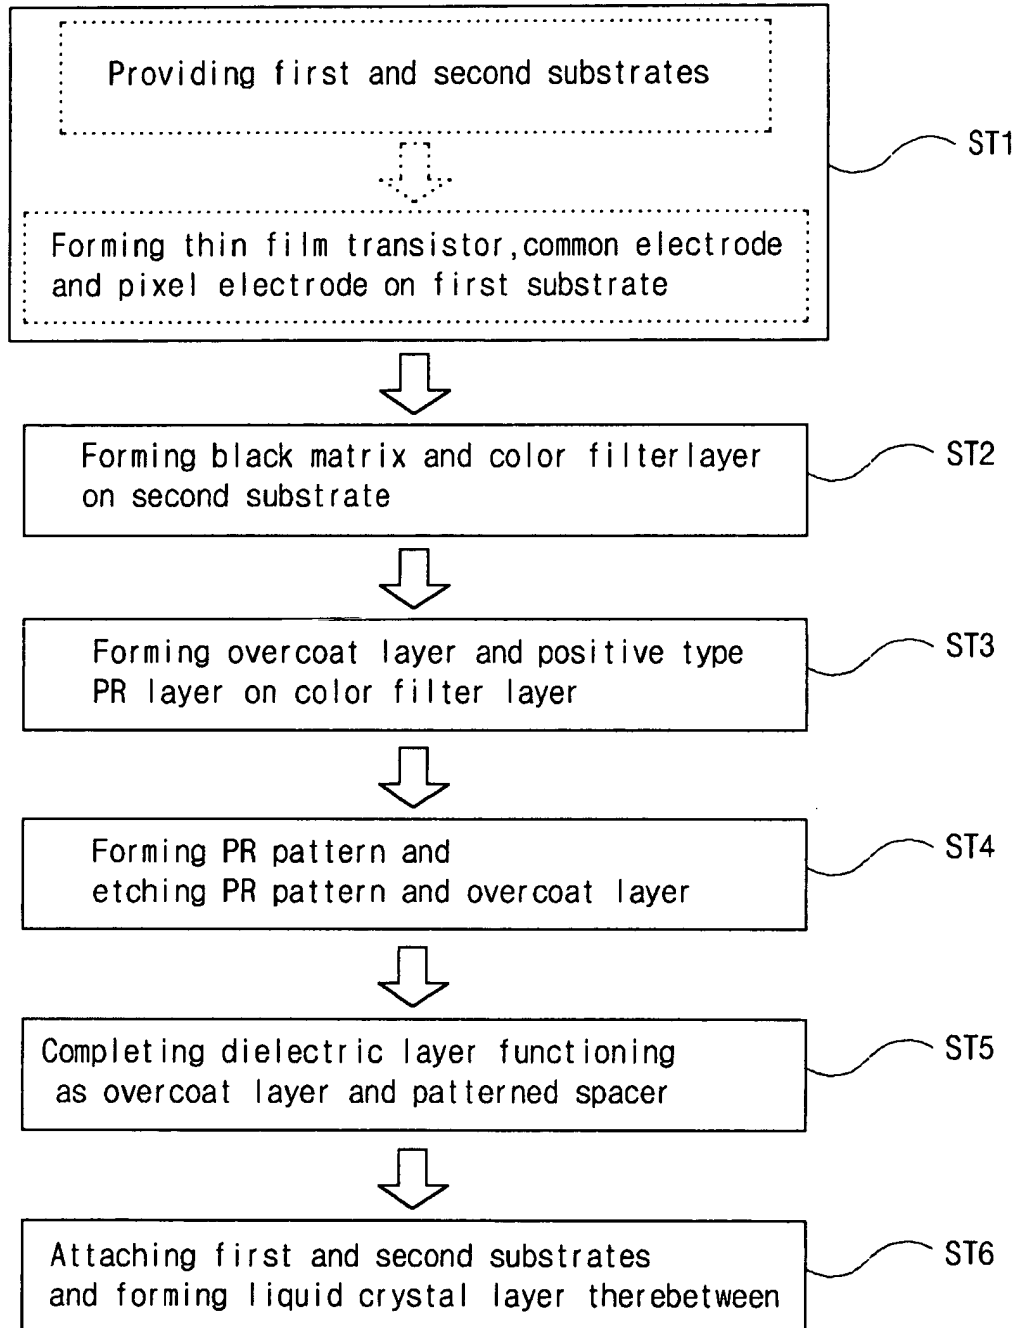 Providing first and second substrates
ST1
Forming thin film transistor,common electrode
and pixel electrode on first substrate
Forming black matrix and color filterlayer
on second substrate
ST2
Forming overcoat layer and positive type
PR layer on color filter layer
ST3
Forming PR pattern and
etching PR pattern and overcoat layer
ST4
Completing dielectric layer functioning
as overcoat layer and patterned spacer
ST5
Attaching first and second substrates
and forming liquid crystal layer therebetween
ST6